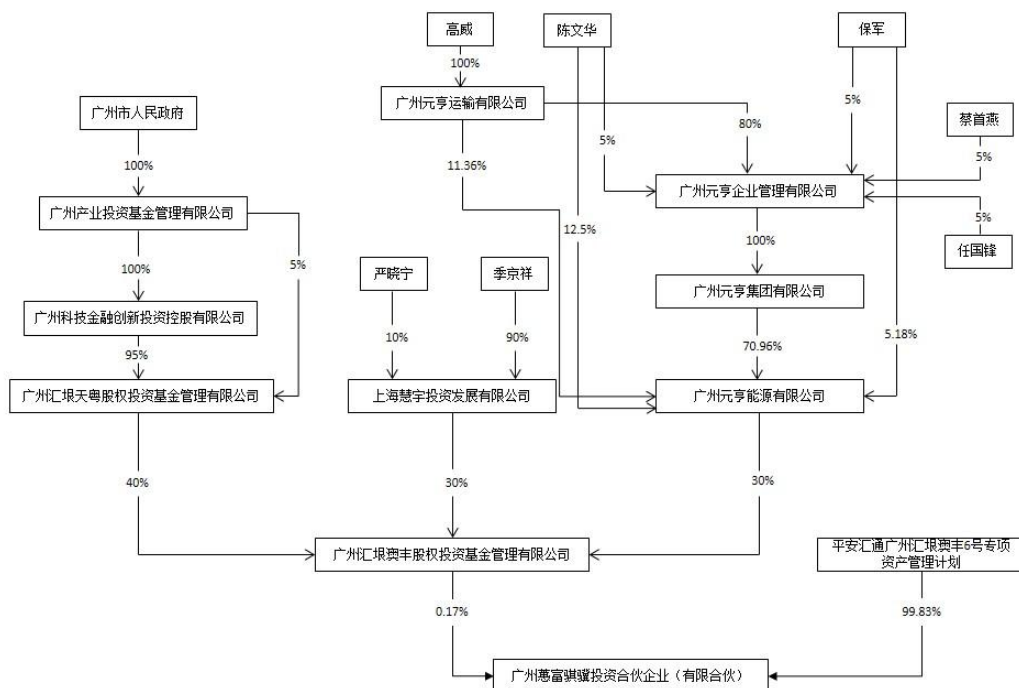 高威
陈文华
保军
100%
广州市人民政府
广州元亨运输有限公司
5%
蔡首燕
80%
5%
11.36%
5%
100%
广州产业投资基金管理有限公司
广州元亨企业管理有限公司
12.5%
100%
5%
任国锋
100%
5%
严晓宁
季京祥
广州元亨集团有限公司
广州科技金融创新投资控股有限公司
10%
90%
5.18%
95%
70.96%
广州汇垠天粤股权投资基金管理有限公司
上海慧宇投资发展有限公司
广州元亨能源有限公司
40%
30%
30%
广州汇垠澳丰股权投资基金管理有限公司
平安汇通广州汇垠澳丰6号专项
资产管理计划
0.17%
99.83%
广州蕙富骐骥投资合伙企业（有限合伙）